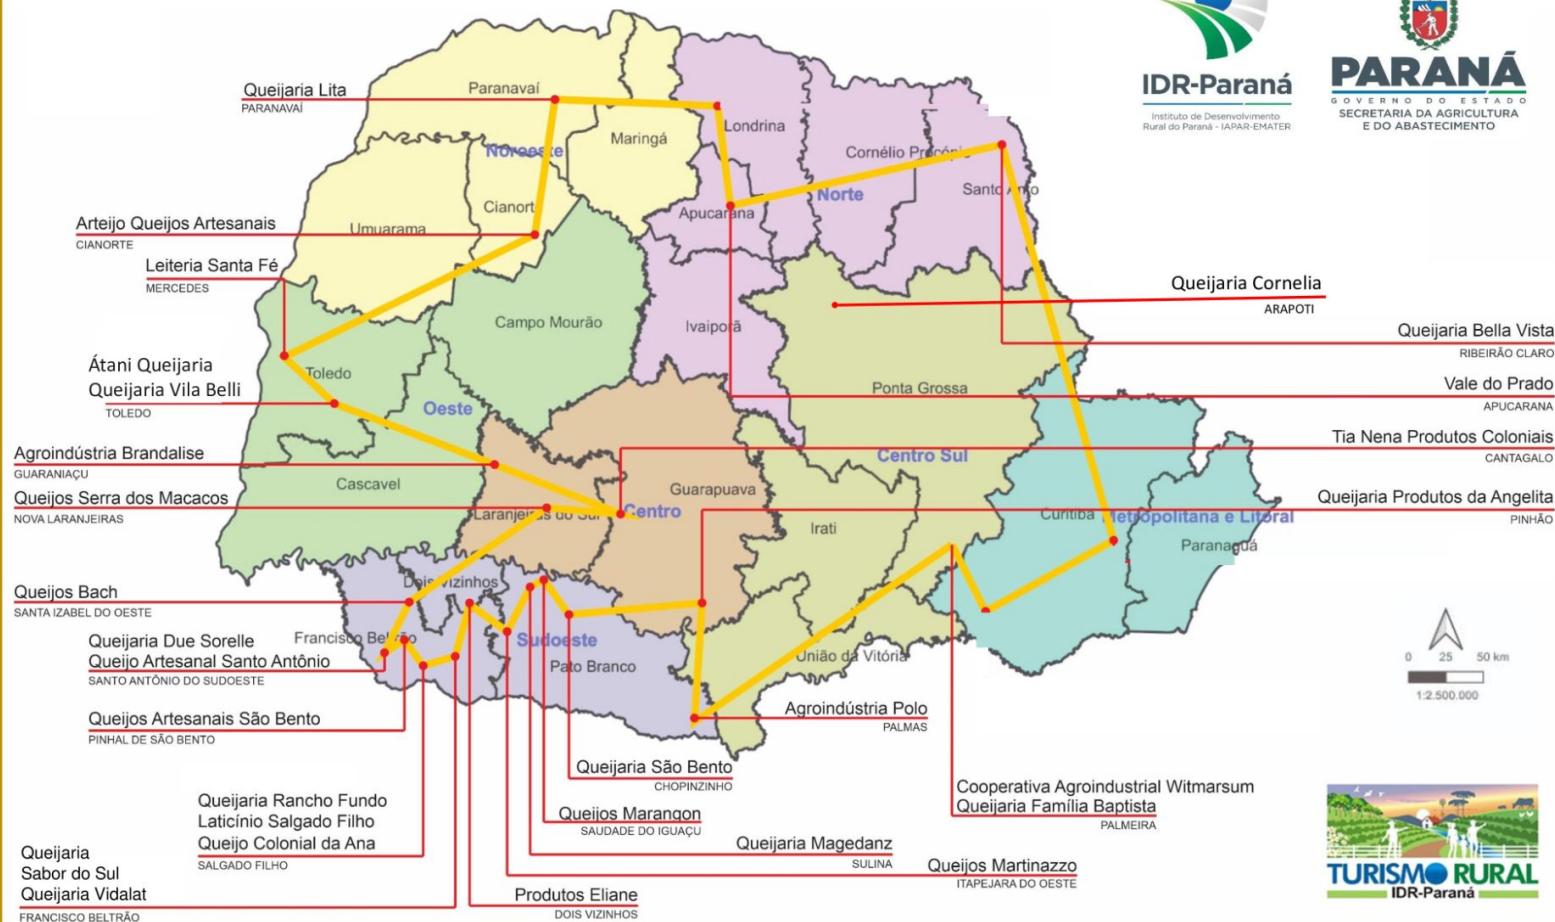 IDR-Paraná
Instituto de Desenvolvimento
Rural do Paraná - IAPAR-EMATER
PARANÁ
GOVERNO DO ESTADO
SECRETARIA DA AGRICULTURA
E DO ABASTECIMENTO
Queijaria Lita
PARANAVAÍ
Arteijo Queijos Artesanais
CIANORTE
Leiteria Santa Fé
MERCEDES
Átani Queijaria
Queijaria Vila Belli
TOLEDO
Agroindústria Brandalise
GUARANIAÇU
Queijos Serra dos Macacos
NOVA LARANJEIRAS
Queijos Bach
SANTA IZABEL DO OESTE
Queijaria Due Sorelle
Queijo Artesanal Santo Antônio
SANTO ANTÔNIO DO SUDOESTE
Queijos Artesanais São Bento
PINHAL DE SÃO BENTO
Queijaria Rancho Fundo
Laticínio Salgado Filho
Queijo Colonial da Ana
SALGADO FILHO
Queijaria
Sabor do Sul
Queijaria Vidalat
FRANCISCO BELTRÃO
Paranavaí
Maringá
Londrina
Noroeste
Cornélio Procópio
Cianort
Umuarama
Apucarana
Norte
Santo Anto
Campo Mourão
Ivaiporã
Toledo
Oeste
Ponta Grossa
Centro Sul
Cascavel
Guarapuava
Laranjeiras do Sul
Centro
Irati
Curitiba
Metropolitana e Litoral
Paranaguá
Dois Vizinhos
Francisco Beltrão
Sudoeste
Pato Branco
União da Vitória
Queijaria Cornelia
ARAPOTI
Queijaria Bella Vista
RIBEIRÃO CLARO
Vale do Prado
APUCARANA
Tia Nena Produtos Coloniais
CANTAGALO
Queijaria Produtos da Angelita
PINHÃO
Agroindústria Polo
PALMAS
Queijaria São Bento
CHOPINZINHO
Queijos Marangon
SAUDADE DO IGUAÇU
Queijaria Magedanz
SULINA
Queijos Martinazzo
ITAPEJARA DO OESTE
Produtos Eliane
DOIS VIZINHOS
Cooperativa Agroindustrial Witmarsum
Queijaria Família Baptista
PALMEIRA
0 25 50 km
1:2.500.000
TURISMO RURAL
IDR-Paraná